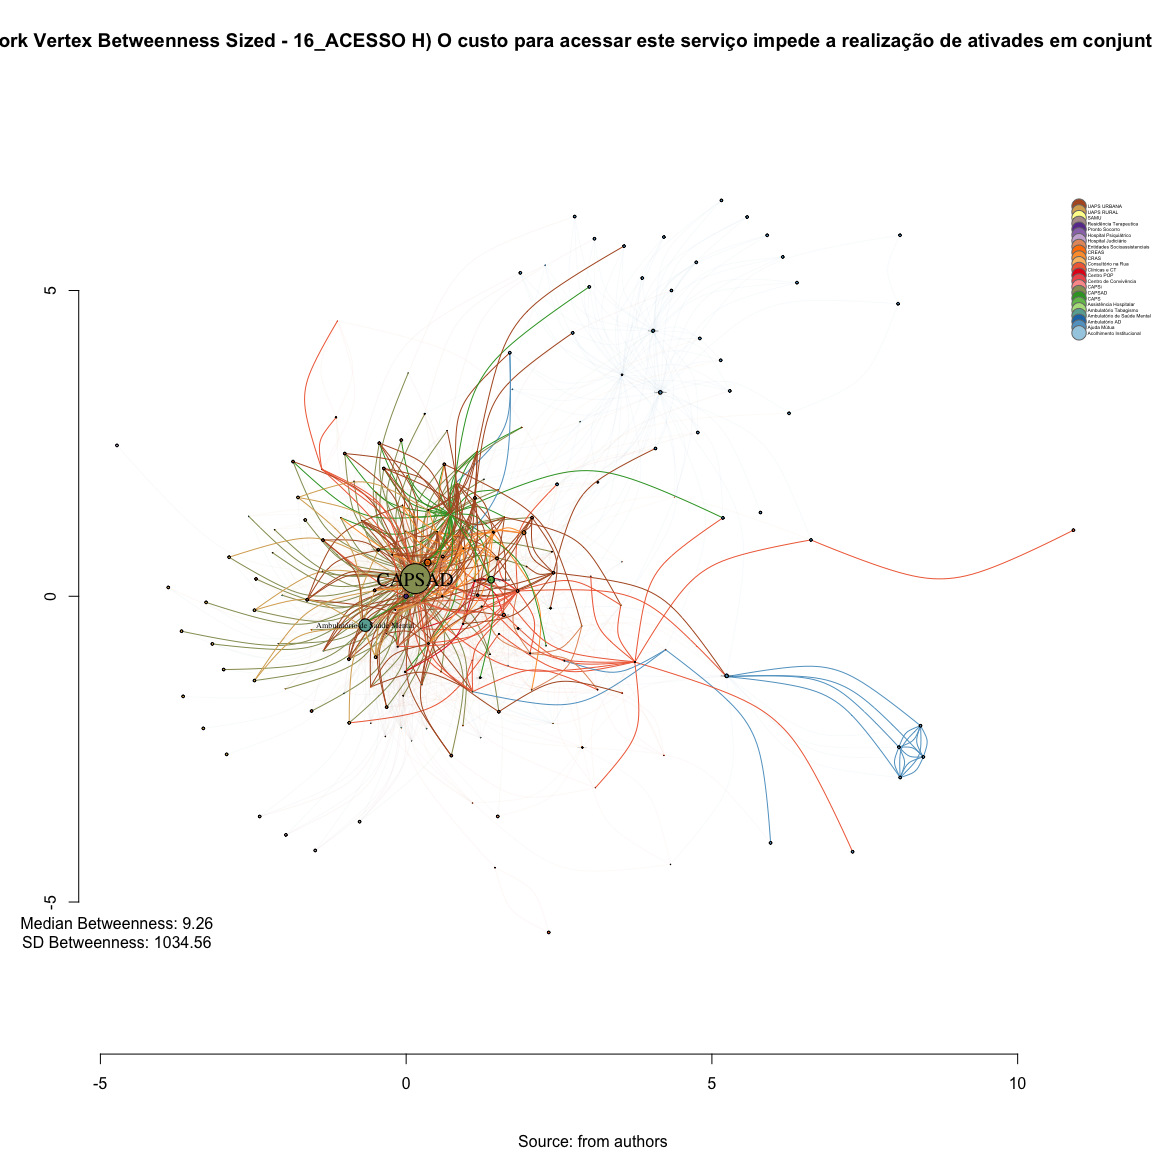 ork Vertex Betweenness Sized - 16_ACESSO H) O custo para acessar este serviço impede a realização de ativades em conjunt
UAPS URBANA
UAPS RURAL
SAMU
Residência Terapeutica
Pronto Socorro
Hospital Psiquiátrico
Hospital Judiciário
Entidades Socioassistenciais
CREAS
CRAS
Consultório na Rua
Clínicas e CT
Centro POP
Centro de Convivência
CAPSi
CAPSAD
CAPS
Assistência Hospitalar
Ambulatório Tabagismo
Ambulatório de Saúde Mental
Ambulatório AD
Ajuda Mútua
Acolhimento Institucional
5
0
-5
CAPSAD
Ambulatório de Saúde Mental
Median Betweenness: 9.26
SD Betweenness: 1034.56
-5
0
5
10
Source: from authors